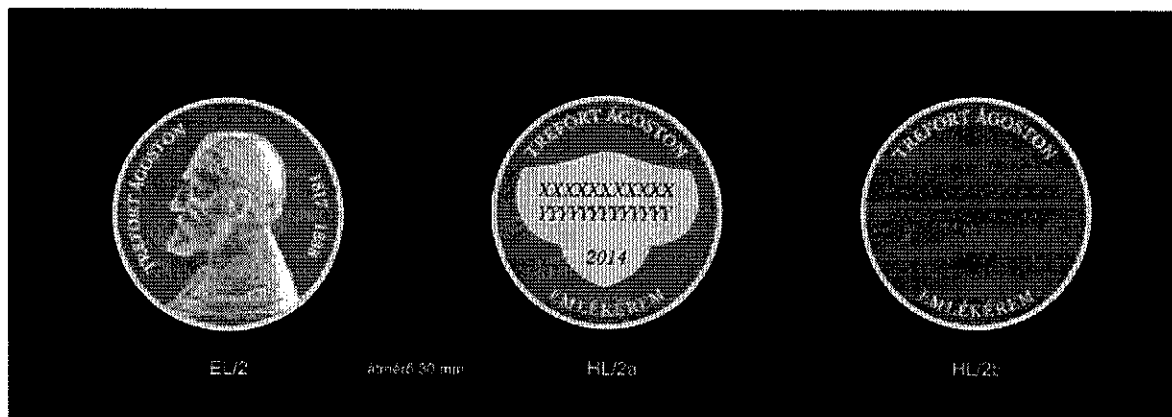 TREFORT ÁGOSTON
1817-1888
TREFORT ÁGOSTON
XXXXXXXXXXX
YYYYYYYYYYY
2014
EMLÉKÉREM
TREFORT ÁGOSTON
EMLÉKÉREM
EL/2
átmérő 30 mm
HL/2a
HL/2b